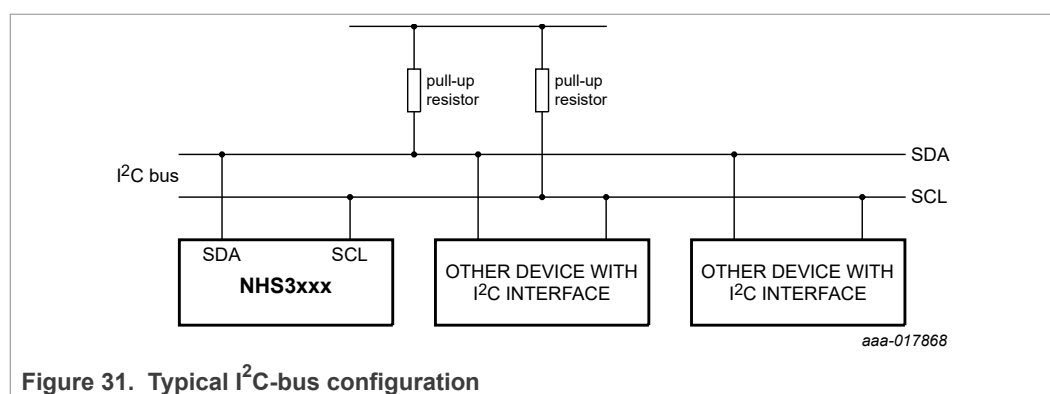 pull-up
resistor
pull-up
resistor
SDA
I²C bus
SCL
SDA SCL
NHS3xxx
OTHER DEVICE WITH
I²C INTERFACE
OTHER DEVICE WITH
I²C INTERFACE
aaa-017868
Figure 31. Typical I²C-bus configuration